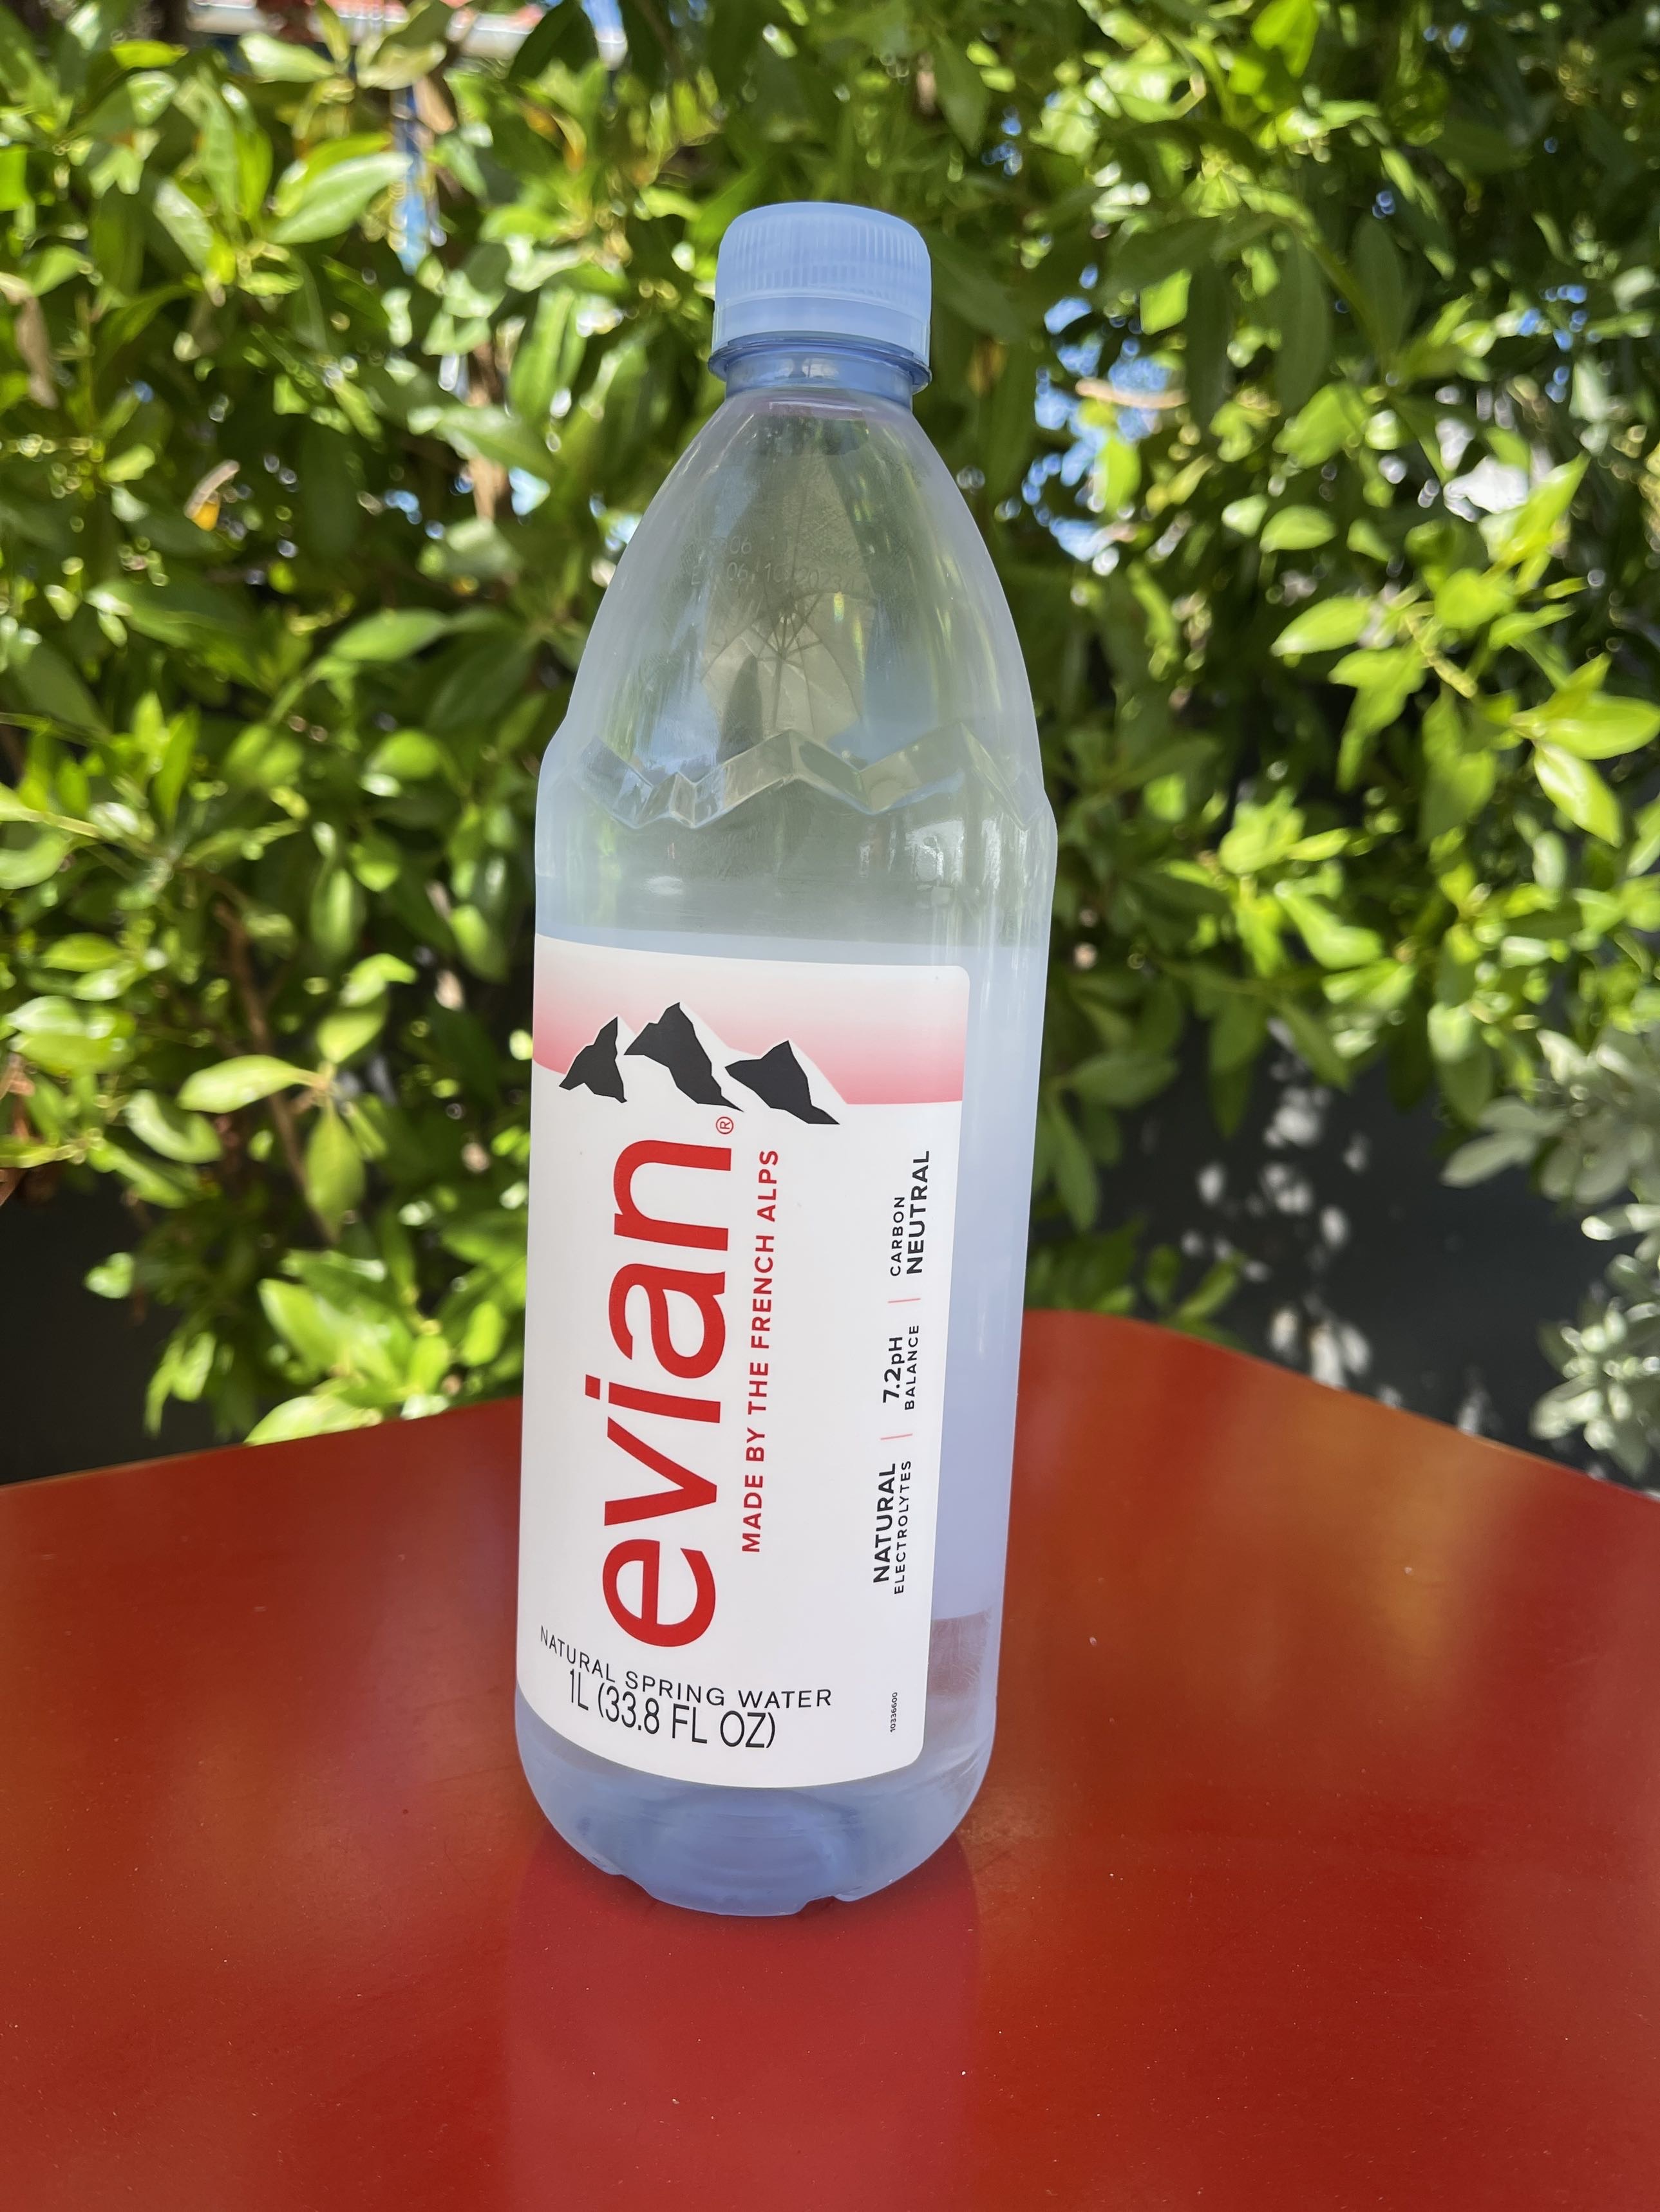 evian®
MADE BY THE FRENCH ALPS
NATURAL
ELECTROLYTES
7.2pH
BALANCE
CARBON
NEUTRAL
NATURAL SPRING WATER
1L (33.8 FL OZ)
10336600